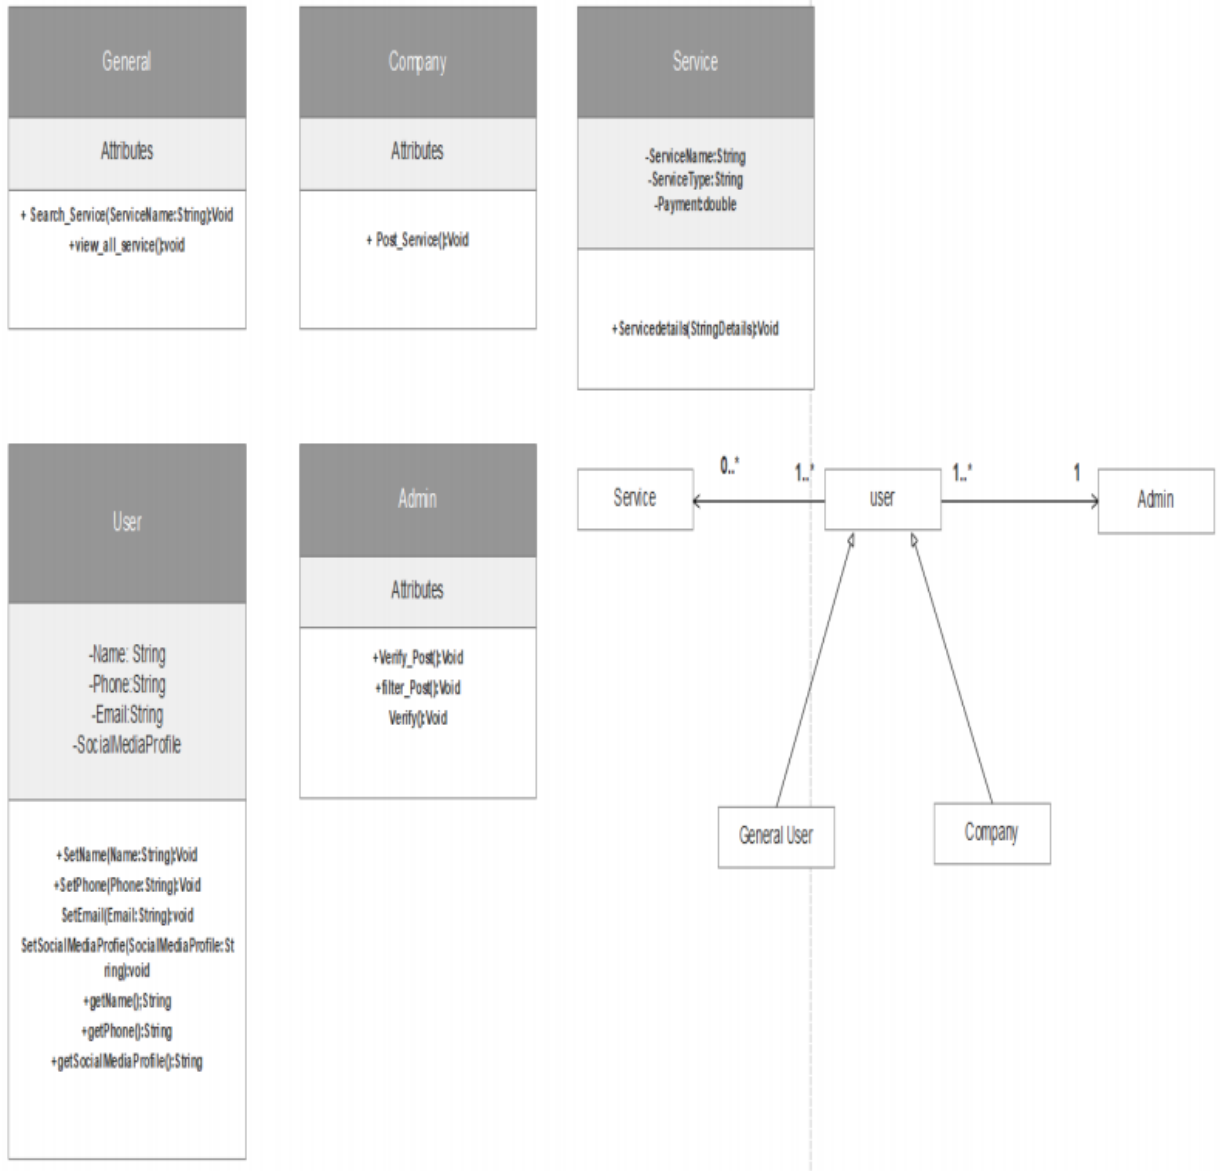 General
Attributes
+ Search_Service(ServiceName:String):Void
+view_all_service():void
Company
Attributes
+ Post_Service():Void
Service
-ServiceName:String
-ServiceType:String
-Payment:double
+Servicedetails(StringDetails):Void
User
-Name: String
-Phone:String
-Email:String
-SocialMediaProfile
+SetName(Name:String):Void
+SetPhone(Phone:String):Void
SetEmail(Email:String):void
SetSocialMediaProfie(SocialMediaProfile:St
ring):void
+getName();String
+getPhone():String
+getSocialMediaProfile():String
Admin
Attributes
+Verify_Post():Void
+filter_Post():Void
Verify():Void
0..* 1..* 1..* 1
Service user Admin
General User Company